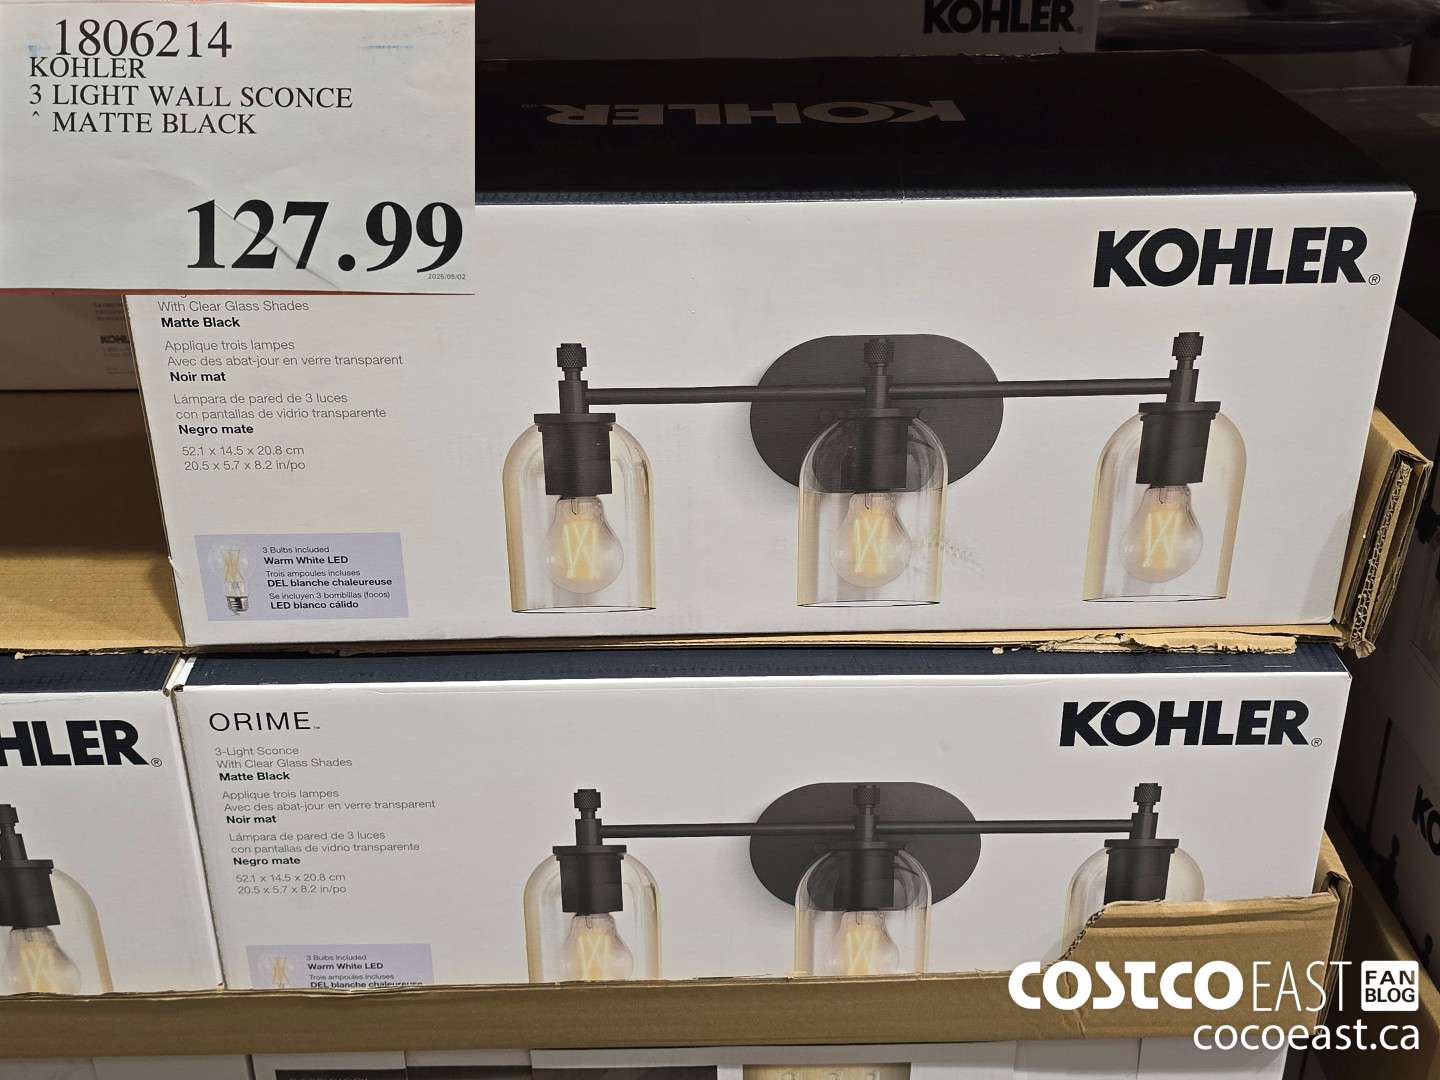 1806214
KOHLER
3 LIGHT WALL SCONCE
^ MATTE BLACK
127.99
2025/05/02
KOHLER®
KOHLER
KOHLER®
With Clear Glass Shades
Matte Black
Applique trois lampes
Avec des abat-jour en verre transparent
Noir mat
Lámpara de pared de 3 luces
con pantallas de vidrio transparente
Negro mate
52.1 x 14.5 x 20.8 cm
20.5 x 5.7 x 8.2 in/po
3 Bulbs Included
Warm White LED
Trois ampoules incluses
DEL blanche chaleureuse
Se incluyen 3 bombillas (focos)
LED blanco cálido
HLER®
ORIME™
KOHLER®
3-Light Sconce
With Clear Glass Shades
Matte Black
Applique trois lampes
Avec des abat-jour en verre transparent
Noir mat
Lámpara de pared de 3 luces
con pantallas de vidrio transparente
Negro mate
52.1 x 14.5 x 20.8 cm
20.5 x 5.7 x 8.2 in/po
3 Bulbs Included
Warm White LED
Trois ampoules incluses
DEL blanche chaleureuse
COSTCO EAST FAN BLOG
cocoeast.ca